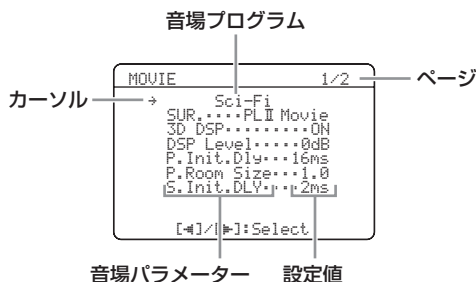 音場プログラム
MOVIE 1/2
ページ
カーソル
→ Sci-Fi
SUR.････PLⅡ Movie
3D DSP･････････ON
DSP Level･････0dB
P.Init.Dly･･･16ms
P.Room Size･･･1.0
S.Init.DLY････2ms
[◀]/[▶]:Select
音場パラメーター 設定値